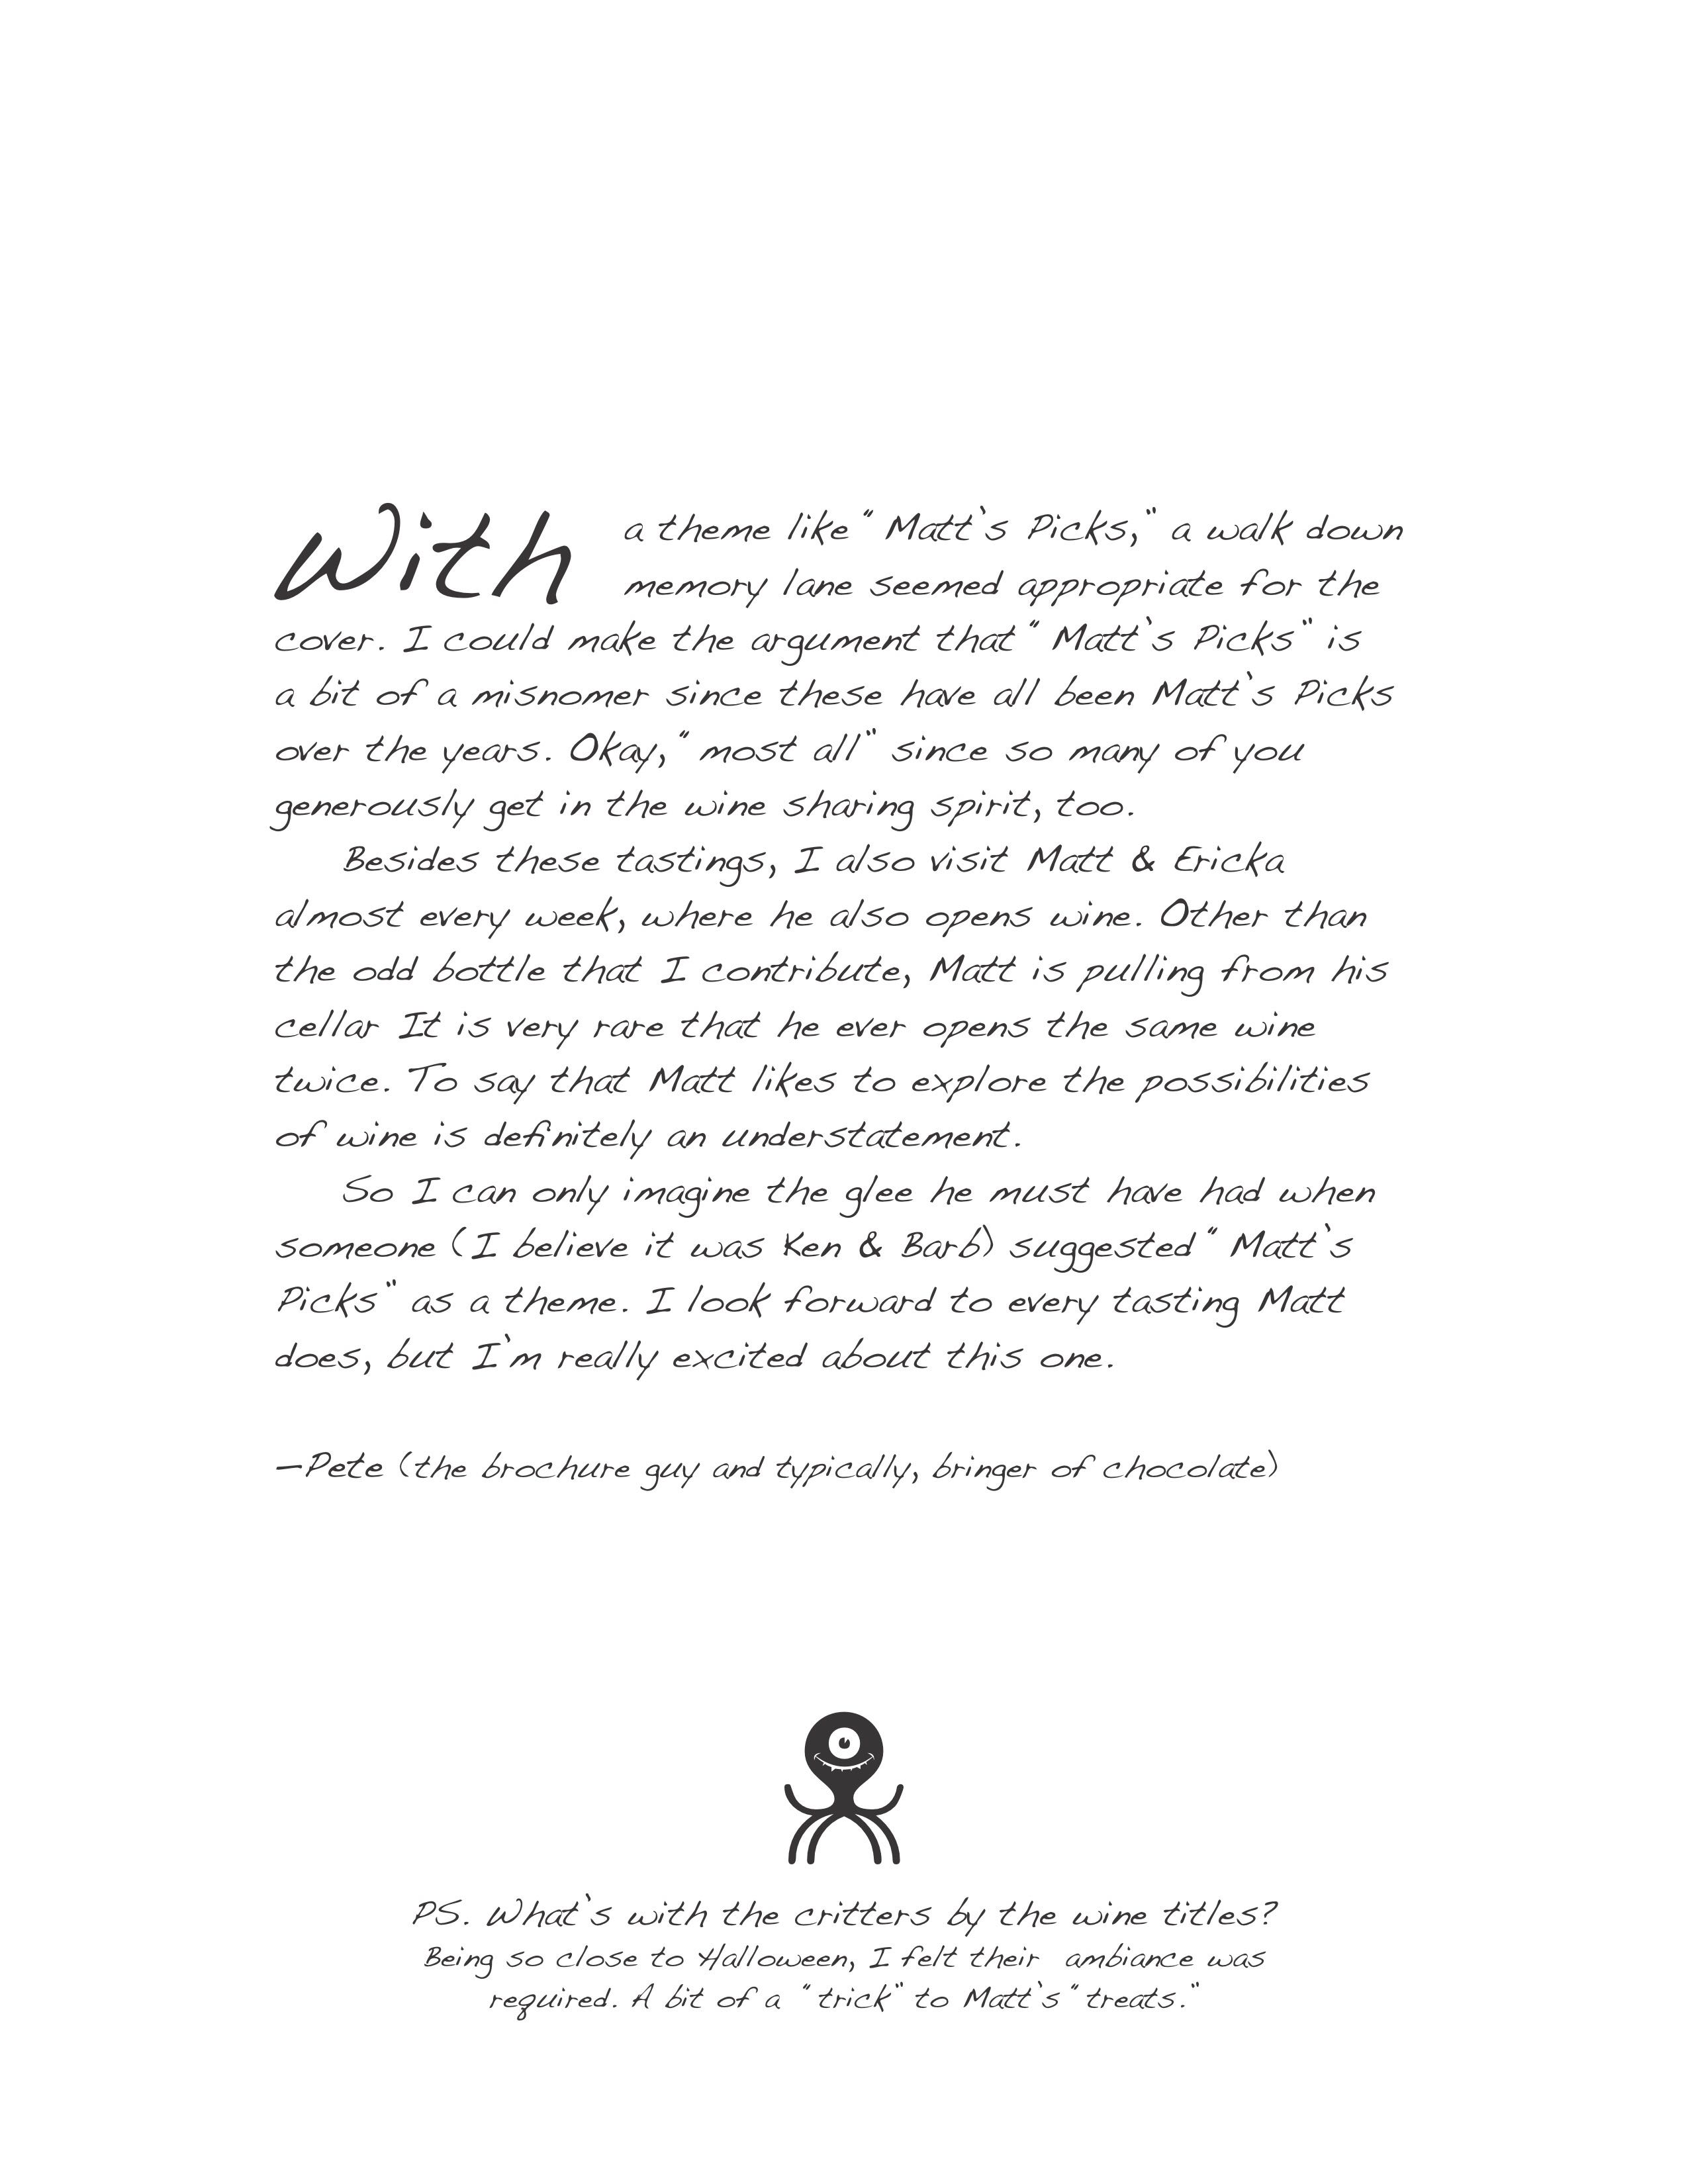 With a theme like "Matt's Picks," a walk down
memory lane seemed appropriate for the
cover. I could make the argument that "Matt's Picks" is
a bit of a misnomer since these have all been Matt's Picks
over the years. Okay, "most all" since so many of you
generously get in the wine sharing spirit, too.
Besides these tastings, I also visit Matt & Ericka
almost every week, where he also opens wine. Other than
the odd bottle that I contribute, Matt is pulling from his
cellar It is very rare that he ever opens the same wine
twice. To say that Matt likes to explore the possibilities
of wine is definitely an understatement.
So I can only imagine the glee he must have had when
someone (I believe it was Ken & Barb) suggested "Matt's
Picks" as a theme. I look forward to every tasting Matt
does, but I'm really excited about this one.
—Pete (the brochure guy and typically, bringer of chocolate)
PS. What's with the critters by the wine titles?
Being so close to Halloween, I felt their ambiance was
required. A bit of a "trick" to Matt's "treats."